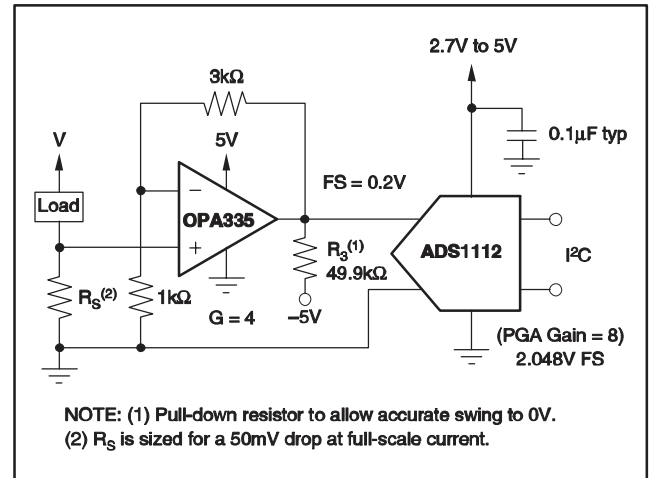 2.7V to 5V
3kΩ
0.1μF typ
V
5V
FS = 0.2V
Load
−
OPA335
+
R3(1)
49.9kΩ
ADS1112
I²C
RS(2)
1kΩ
G = 4
−5V
(PGA Gain = 8)
2.048V FS
NOTE: (1) Pull-down resistor to allow accurate swing to 0V.
(2) RS is sized for a 50mV drop at full-scale current.